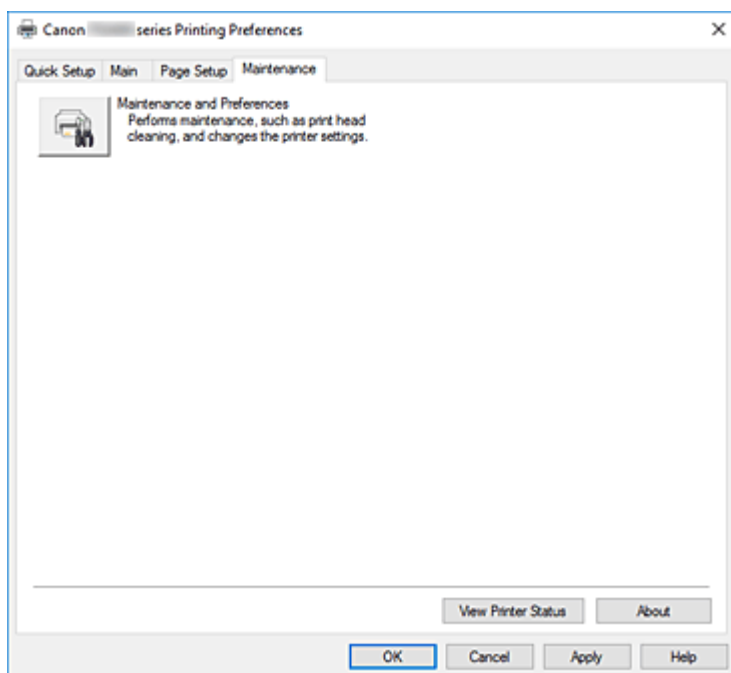 Canon series Printing Preferences
Quick Setup Main Page Setup Maintenance
Maintenance and Preferences
Performs maintenance, such as print head
cleaning, and changes the printer settings.
View Printer Status About
OK Cancel Apply Help